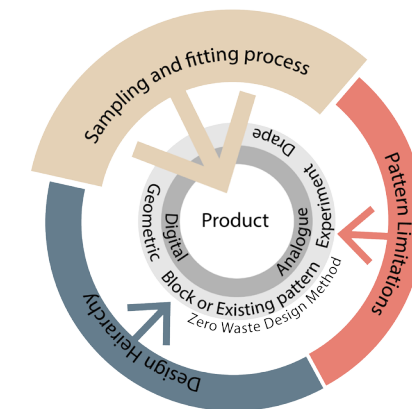 Sampling and fitting process
Pattern Limitations
Design Heirarchy
Drape
Experiment
Block or Existing pattern
Geometric
Zero Waste Design Method
Digital
Analogue
Product